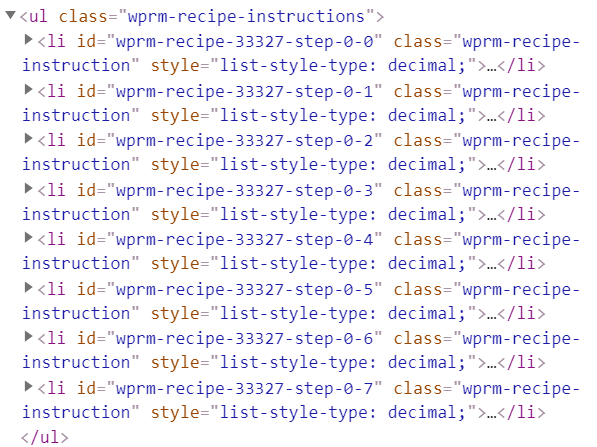 ▼<ul class="wprm-recipe-instructions">
▶<li id="wprm-recipe-33327-step-0-0" class="wprm-recipe-
instruction" style="list-style-type: decimal;">…</li>
▶<li id="wprm-recipe-33327-step-0-1" class="wprm-recipe-
instruction" style="list-style-type: decimal;">…</li>
▶<li id="wprm-recipe-33327-step-0-2" class="wprm-recipe-
instruction" style="list-style-type: decimal;">…</li>
▶<li id="wprm-recipe-33327-step-0-3" class="wprm-recipe-
instruction" style="list-style-type: decimal;">…</li>
▶<li id="wprm-recipe-33327-step-0-4" class="wprm-recipe-
instruction" style="list-style-type: decimal;">…</li>
▶<li id="wprm-recipe-33327-step-0-5" class="wprm-recipe-
instruction" style="list-style-type: decimal;">…</li>
▶<li id="wprm-recipe-33327-step-0-6" class="wprm-recipe-
instruction" style="list-style-type: decimal;">…</li>
▶<li id="wprm-recipe-33327-step-0-7" class="wprm-recipe-
instruction" style="list-style-type: decimal;">…</li>
</ul>